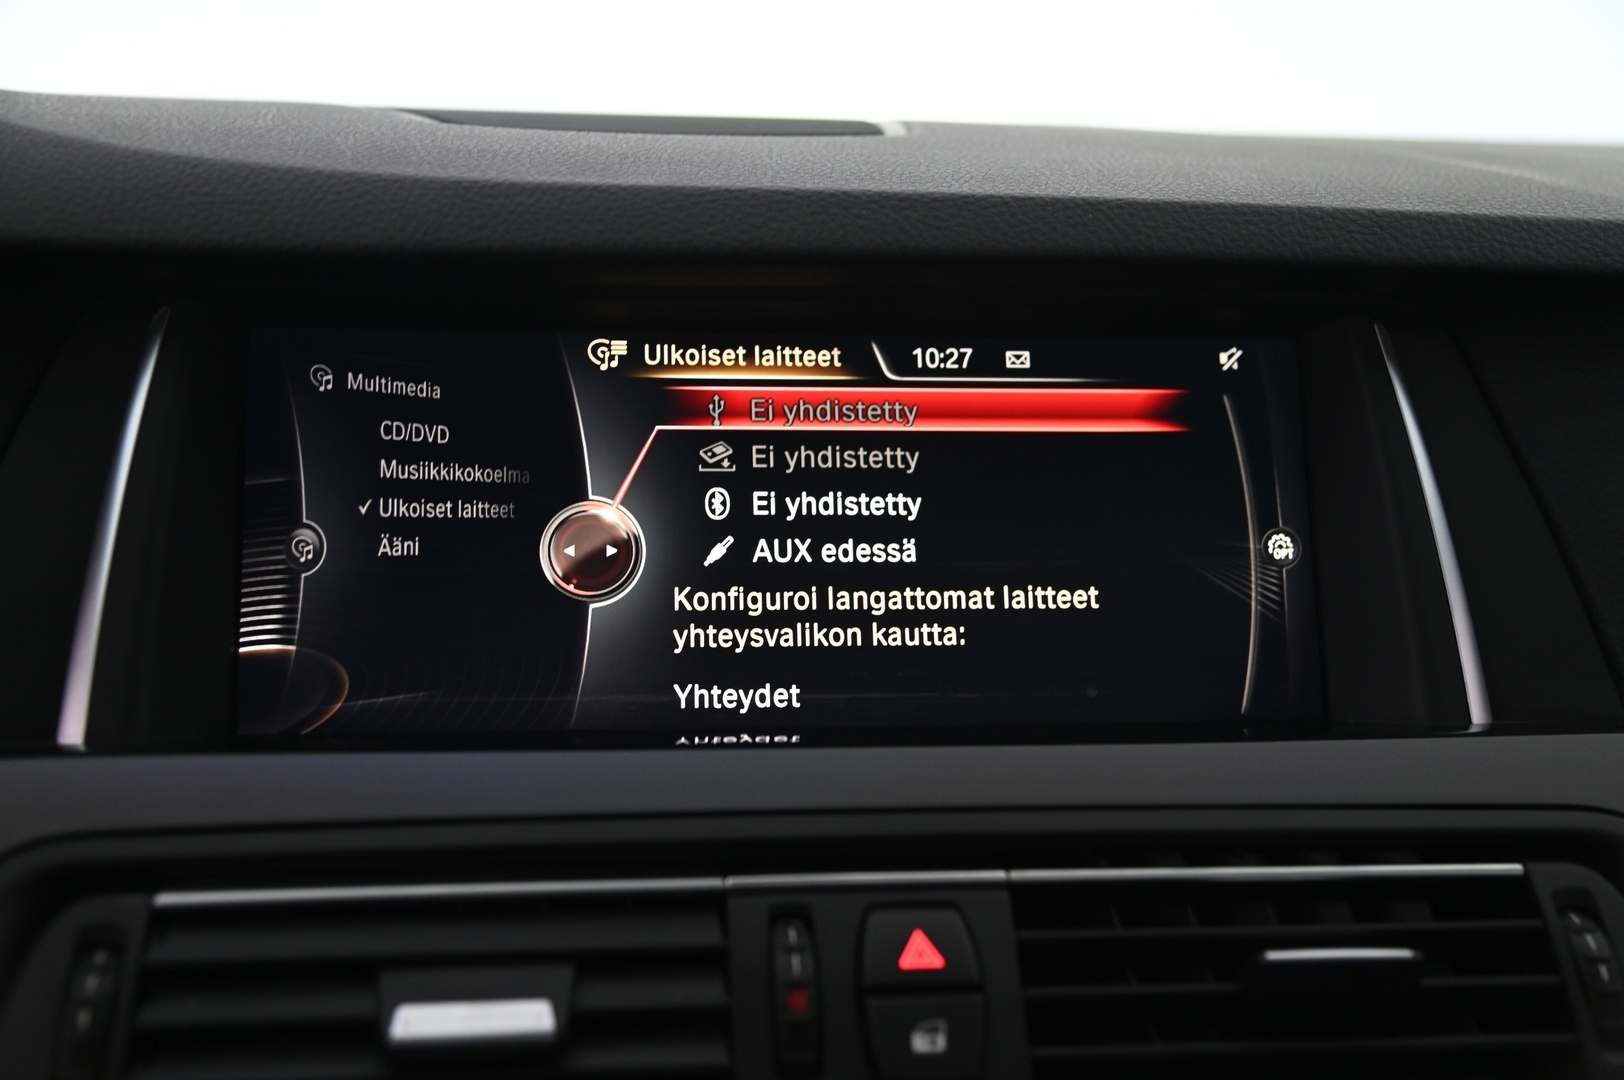 Multimedia
CD/DVD
Musiikkikokoelma
Ulkoiset laitteet
Ääni
Ulkoiset laitteet
10:27
Ei yhdistetty
Ei yhdistetty
Ei yhdistetty
AUX edessä
Konfiguroi langattomat laitteet
yhteysvalikon kautta:
Yhteydet
OPT